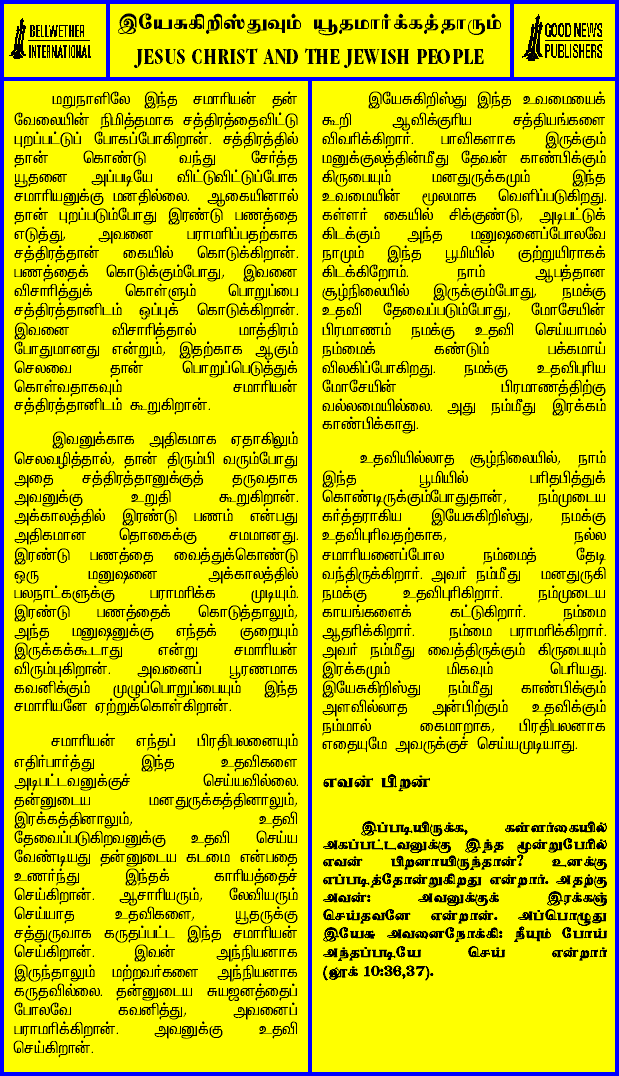 BELLWETHER
INTERNATIONAL
இயேசுகிறிஸ்துவும் யூதமார்க்கத்தாரும்
JESUS CHRIST AND THE JEWISH PEOPLE
GOOD NEWS
PUBLISHERS
மறுநாளிலே இந்த சமாரியன் தன்
வேலையின் நிமித்தமாக சத்திரத்தைவிட்டு
புறப்பட்டுப் போகப்போகிறான். சத்திரத்தில்
தான் கொண்டு வந்து சேர்த்த
யூதனை அப்படியே விட்டுவிட்டுப்போக
சமாரியனுக்கு மனதில்லை. ஆகையினால்
தான் புறப்படும்போது இரண்டு பணத்தை
எடுத்து, அவனை பராமரிப்பதற்காக
சத்திரத்தான் கையில் கொடுக்கிறான்.
பணத்தைக் கொடுக்கும்போது, இவனை
விசாரித்துக் கொள்ளும் பொறுப்பை
சத்திரத்தானிடம் ஒப்புக் கொடுக்கிறான்.
இவனை விசாரித்தால் மாத்திரம்
போதுமானது என்றும், இதற்காக ஆகும்
செலவை தான் பொறுப்பெடுத்துக்
கொள்வதாகவும் சமாரியன்
சத்திரத்தானிடம் கூறுகிறான்.
இவனுக்காக அதிகமாக ஏதாகிலும்
செலவழித்தால், தான் திரும்பி வரும்போது
அதை சத்திரத்தானுக்குத் தருவதாக
அவனுக்கு உறுதி கூறுகிறான்.
அக்காலத்தில் இரண்டு பணம் என்பது
அதிகமான தொகைக்கு சமமானது.
இரண்டு பணத்தை வைத்துக்கொண்டு
ஒரு மனுஷனை அக்காலத்தில்
பலநாட்களுக்கு பராமரிக்க முடியும்.
இரண்டு பணத்தைக் கொடுத்தாலும்,
அந்த மனுஷனுக்கு எந்தக் குறையும்
இருக்கக்கூடாது என்று சமாரியன்
விரும்புகிறான். அவனைப் பூரணமாக
கவனிக்கும் முழுப்பொறுப்பையும் இந்த
சமாரியனே ஏற்றுக்கொள்கிறான்.
சமாரியன் எந்தப் பிரதிபலனையும்
எதிர்பார்த்து இந்த உதவிகளை
அடிபட்டவனுக்குச் செய்யவில்லை.
தன்னுடைய மனதுருக்கத்தினாலும்,
இரக்கத்தினாலும், உதவி
தேவைப்படுகிறவனுக்கு உதவி செய்ய
வேண்டியது தன்னுடைய கடமை என்பதை
உணர்ந்து இந்தக் காரியத்தைச்
செய்கிறான். ஆசாரியரும், லேவியரும்
செய்யாத உதவிகளை, யூதருக்கு
சத்துருவாக கருதப்பட்ட இந்த சமாரியன்
செய்கிறான். இவன் அந்நியனாக
இருந்தாலும் மற்றவர்களை அந்நியனாக
கருதவில்லை. தன்னுடைய சுயஜனத்தைப்
போலவே கவனித்து, அவனைப்
பராமரிக்கிறான். அவனுக்கு உதவி
செய்கிறான்.
இயேசுகிறிஸ்து இந்த உவமையைக்
கூறி ஆவிக்குரிய சத்தியங்களை
விவரிக்கிறார். பாவிகளாக இருக்கும்
மனுக்குலத்தின்மீது தேவன் காண்பிக்கும்
கிருபையும் மனதுருக்கமும் இந்த
உவமையின் மூலமாக வெளிப்படுகிறது.
கள்ளர் கையில் சிக்குண்டு, அடிபட்டுக்
கிடக்கும் அந்த மனுஷனைப்போலவே
நாமும் இந்த பூமியில் குற்றுயிராகக்
கிடக்கிறோம். நாம் ஆபத்தான
சூழ்நிலையில் இருக்கும்போது, நமக்கு
உதவி தேவைப்படும்போது, மோசேயின்
பிரமாணம் நமக்கு உதவி செய்யாமல்
நம்மைக் கண்டும் பக்கமாய்
விலகிப்போகிறது. நமக்கு உதவிபுரிய
மோசேயின் பிரமாணத்திற்கு
வல்லமையில்லை. அது நம்மீது இரக்கம்
காண்பிக்காது.
உதவியில்லாத சூழ்நிலையில், நாம்
இந்த பூமியில் பரிதபித்துக்
கொண்டிருக்கும்போதுதான், நம்முடைய
கர்த்தராகிய இயேசுகிறிஸ்து, நமக்கு
உதவிபுரிவதற்காக, நல்ல
சமாரியனைப்போல நம்மைத் தேடி
வந்திருக்கிறார். அவர் நம்மீது மனதுருகி
நமக்கு உதவிபுரிகிறார். நம்முடைய
காயங்களைக் கட்டுகிறார். நம்மை
ஆதரிக்கிறார். நம்மை பராமரிக்கிறார்.
அவர் நம்மீது வைத்திருக்கும் கிருபையும்
இரக்கமும் மிகவும் பெரியது.
இயேசுகிறிஸ்து நம்மீது காண்பிக்கும்
அளவில்லாத அன்பிற்கும் உதவிக்கும்
நம்மால் கைமாறாக, பிரதிபலனாக
எதையுமே அவருக்குச் செய்யமுடியாது.
எவன் பிறன்
இப்படியிருக்க, கள்ளர்கையில்
அகப்பட்டவனுக்கு இந்த மூன்றுபேரில்
எவன் பிறனாயிருந்தான்? உனக்கு
எப்படித்தோன்றுகிறது என்றார். அதற்கு
அவன்: அவனுக்குக் இரக்கஞ்
செய்தவனே என்றான். அப்பொழுது
இயேசு அவனைநோக்கி: நீயும் போய்
அந்தப்படியே செய் என்றார்
(லூக் 10:36,37).